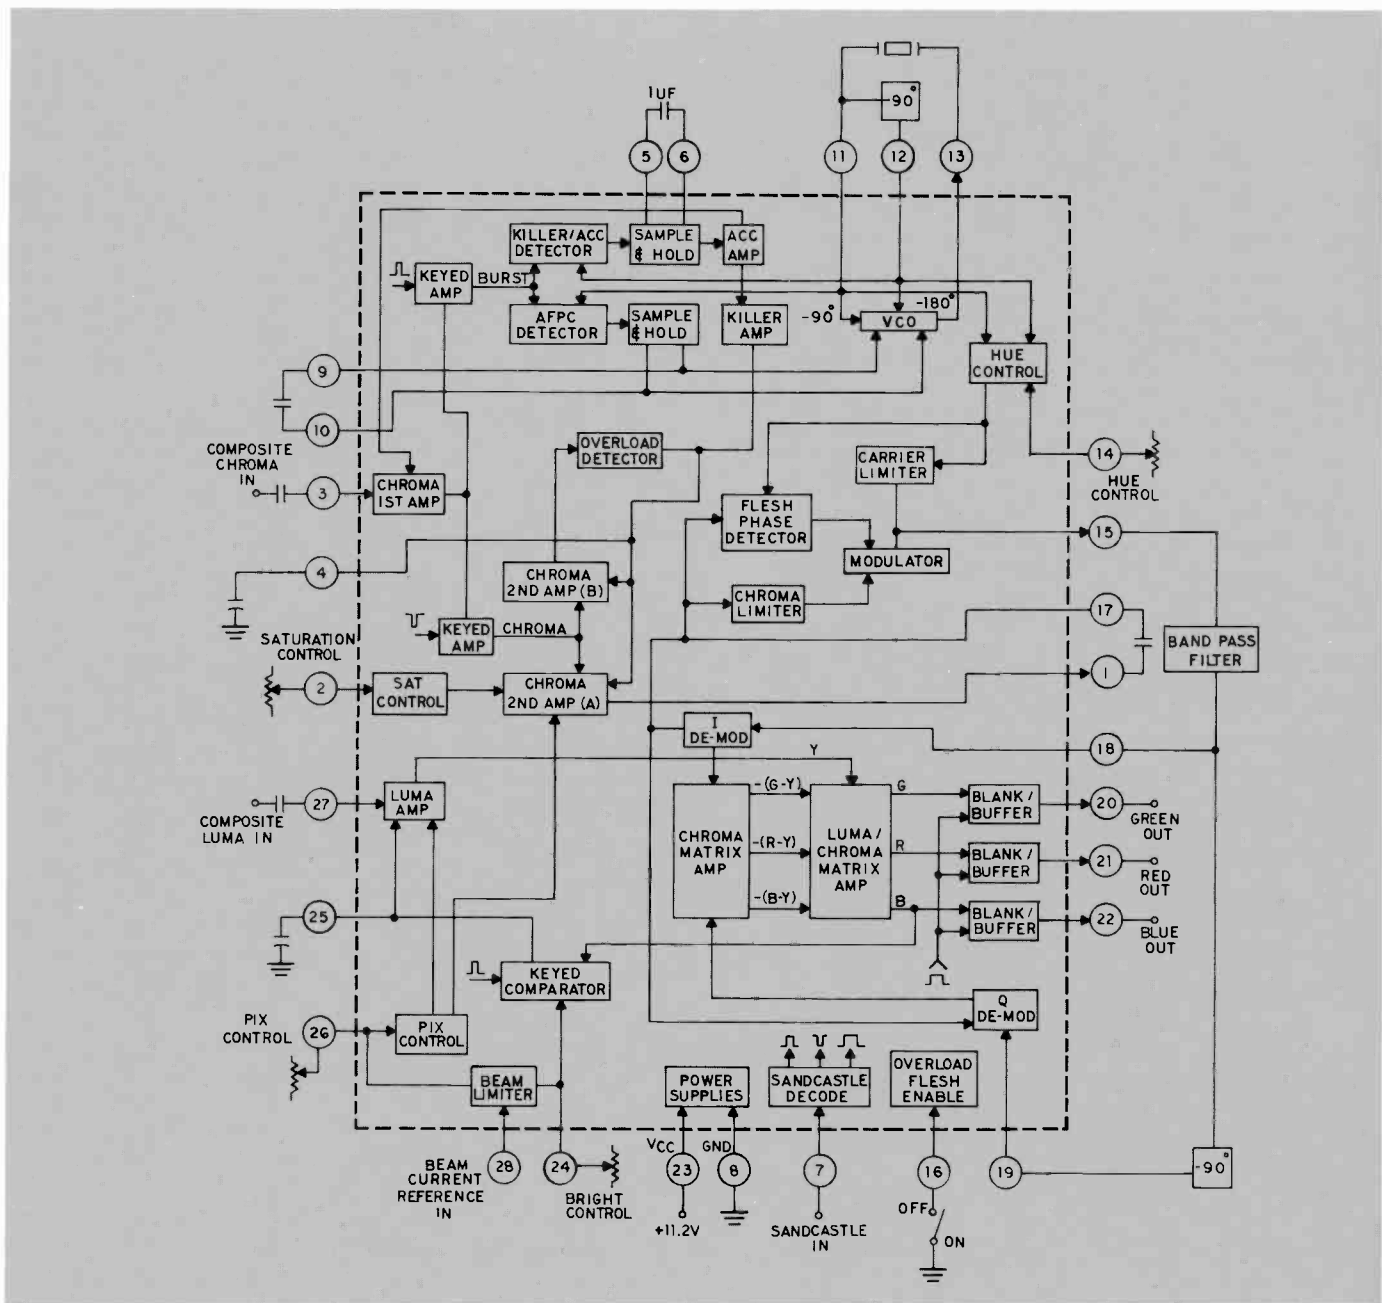 1UF
-90°
5
6
11
12
13
KILLER/ACC
DETECTOR
SAMPLE
& HOLD
ACC
AMP
KEYED
AMP
BURST
AFPC
DETECTOR
SAMPLE
& HOLD
KILLER
AMP
-90°
-180°
VCO
HUE
CONTROL
9
10
COMPOSITE
CHROMA
IN
3
CHROMA
1ST AMP
OVERLOAD
DETECTOR
CARRIER
LIMITER
14
HUE
CONTROL
FLESH
PHASE
DETECTOR
15
4
MODULATOR
CHROMA
2ND AMP (B)
CHROMA
LIMITER
17
KEYED
AMP
CHROMA
BAND PASS
FILTER
SATURATION
CONTROL
2
SAT
CONTROL
CHROMA
2ND AMP (A)
1
I
DE-MOD
Y
18
27
COMPOSITE
LUMA IN
LUMA
AMP
CHROMA
MATRIX
AMP
-(G-Y)
-(R-Y)
-(B-Y)
LUMA/
CHROMA
MATRIX
AMP
G
R
B
BLANK/
BUFFER
20
GREEN
OUT
BLANK/
BUFFER
21
RED
OUT
BLANK/
BUFFER
22
BLUE
OUT
25
KEYED
COMPARATOR
Q
DE-MOD
PIX
CONTROL
26
PIX
CONTROL
BEAM
LIMITER
POWER
SUPPLIES
SANDCASTLE
DECODE
OVERLOAD
FLESH
ENABLE
VCC
GND
28
24
23
8
7
16
19
-90°
BEAM
CURRENT
REFERENCE
IN
BRIGHT
CONTROL
+11.2V
SANDCASTLE
IN
OFF
ON